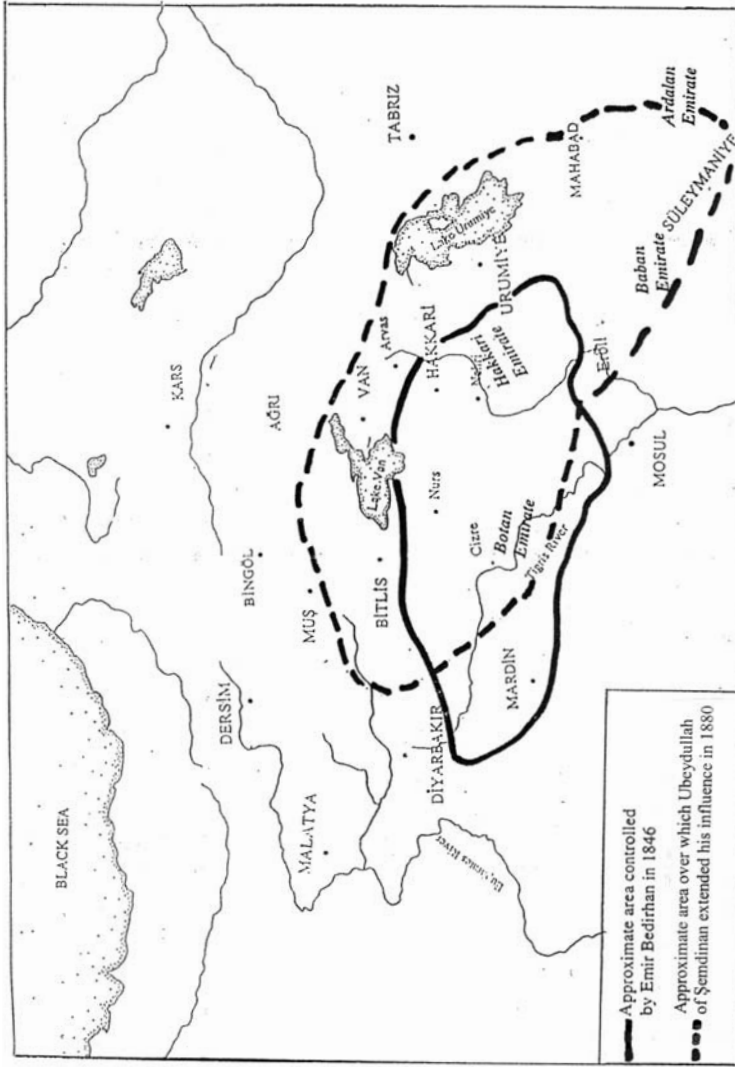 BLACK SEA
KARS
TABRIZ
DERSİM
BİNGÖL
AĞRI
MALATYA
MUŞ
Lake Van
VAN
Arvas
Lake Urumiye
BİTLİS
HAKKARİ
URUMİYE
MAHABAD
DİYARBAKIR
Nurs
Hakkari
Emirate
Ardalan
Emirate
Euphrates River
Cizre
Botan
Emirate
Baban
Emirate
MARDİN
Tigris River
Erbil
MOSUL
SÜLEYMANİYE
Approximate area controlled
by Emir Bedirhan in 1846
Approximate area over which Ubeydullah
of Şemdinan extended his influence in 1880